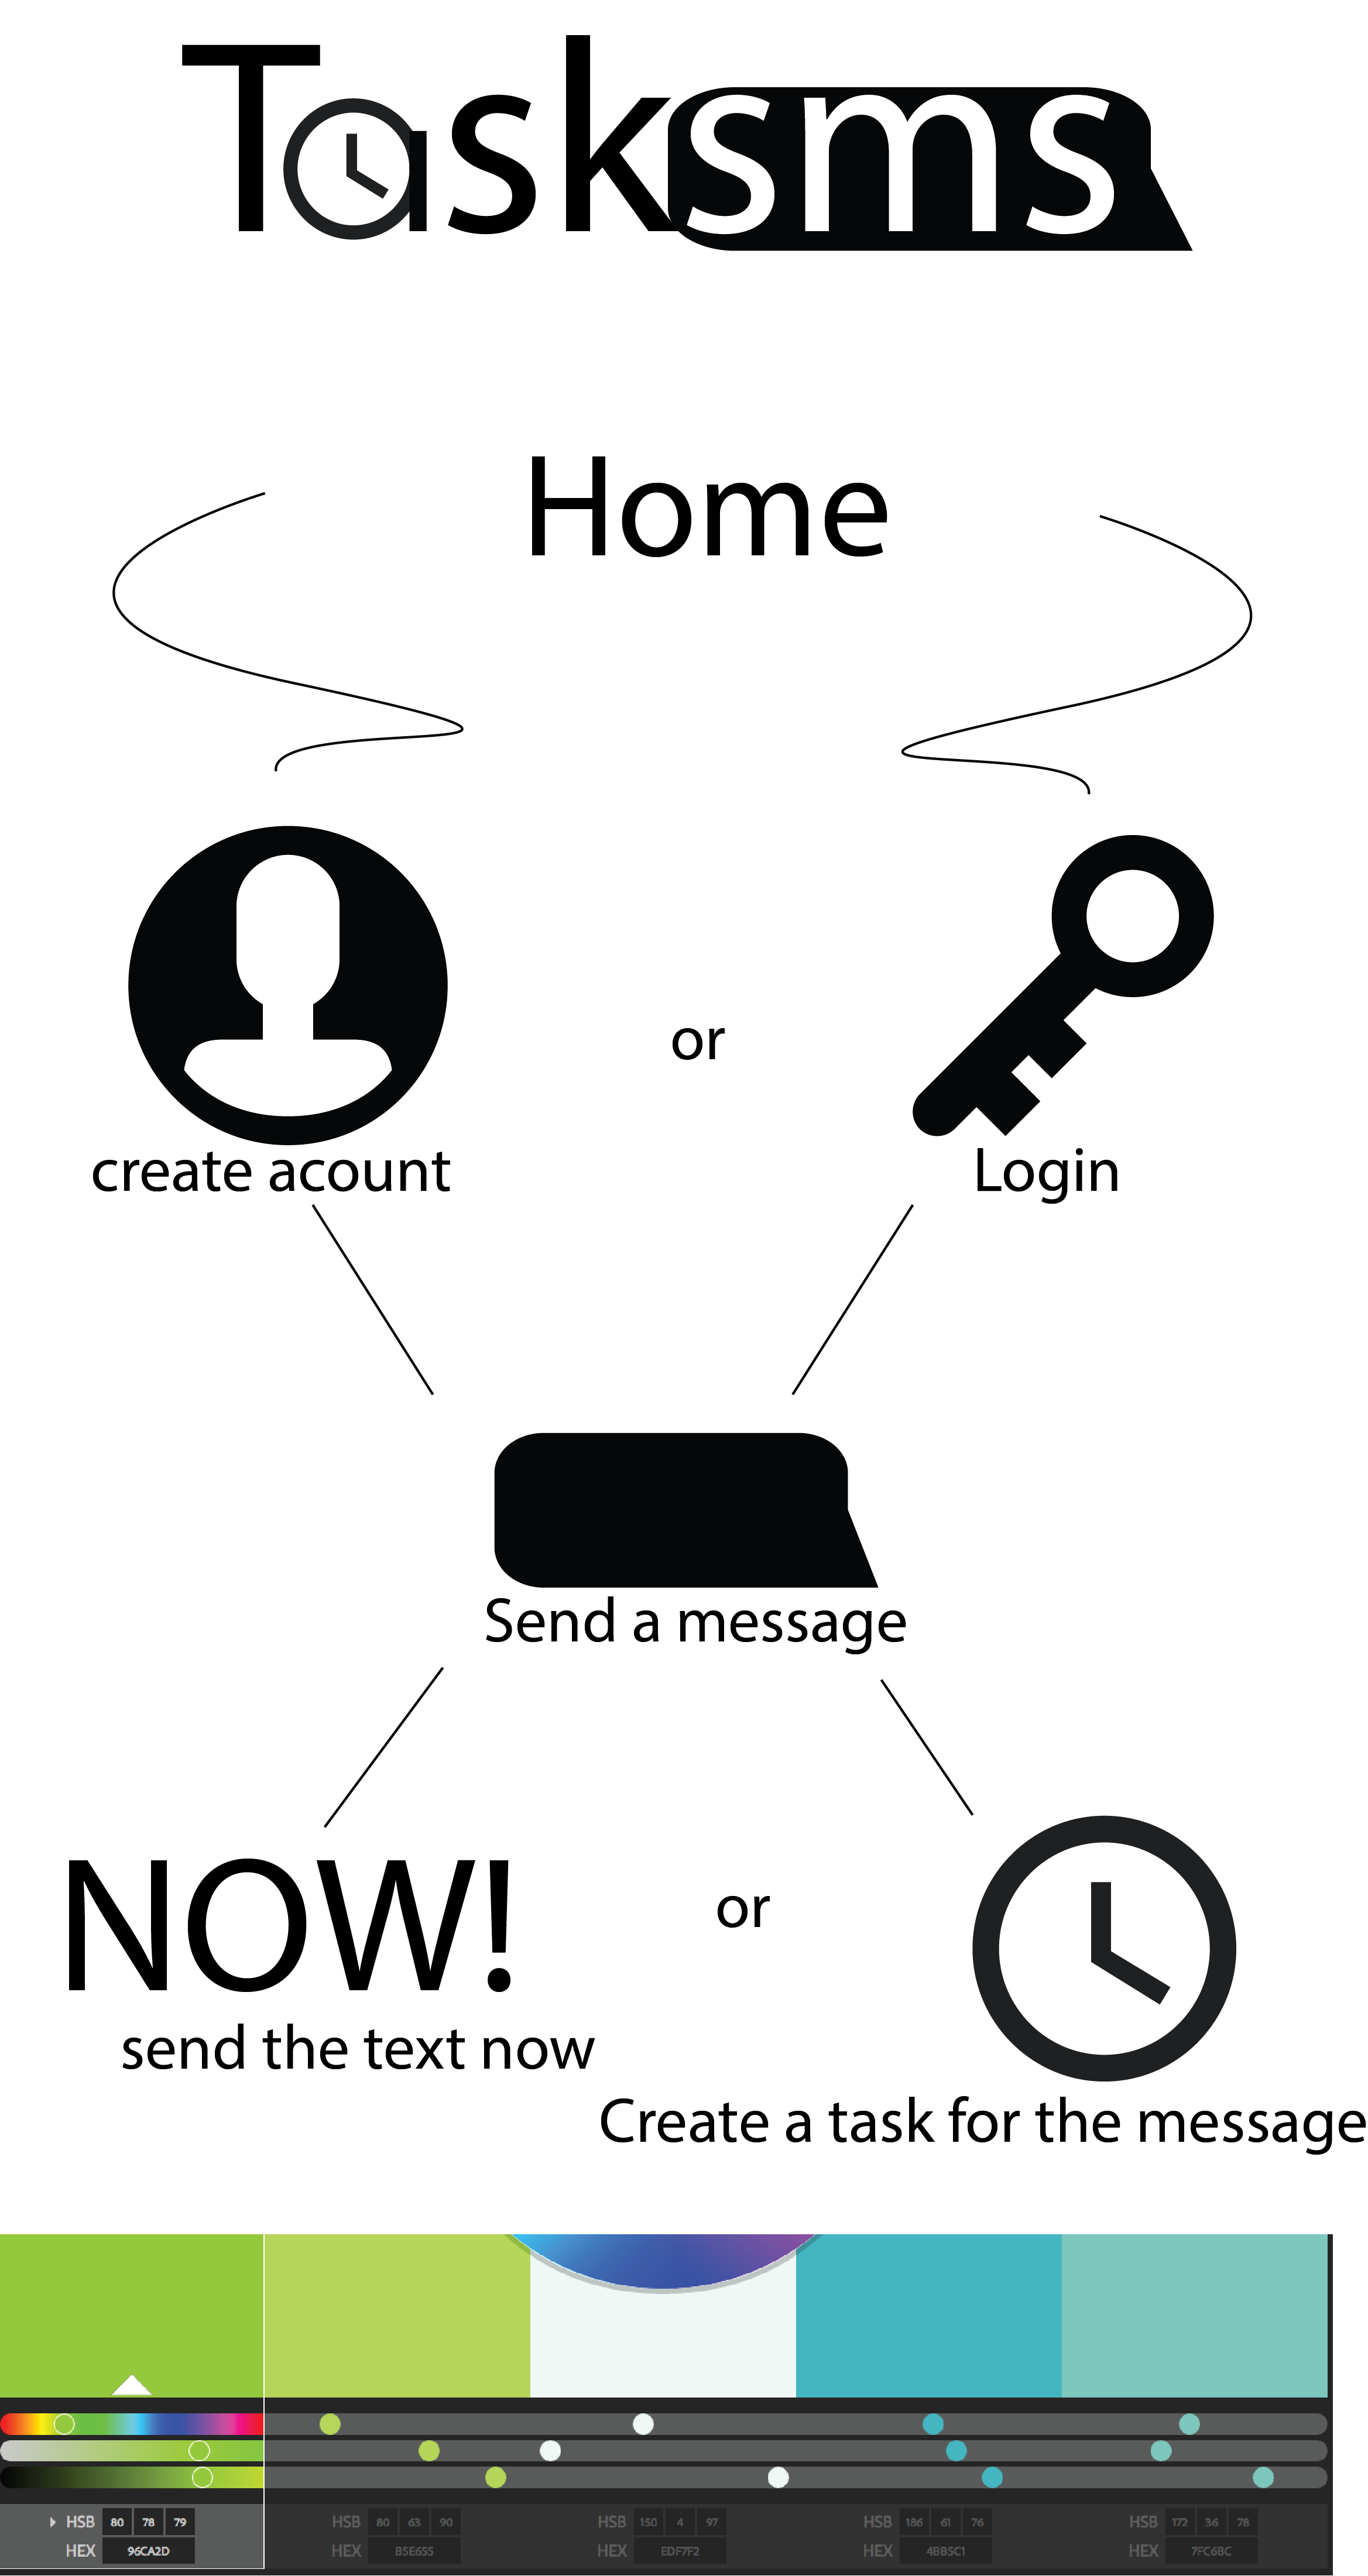 Tasksms
Home
or
create acount
Login
Send a message
NOW!
or
send the text now
Create a task for the message
HSB 80 78 79 HSB 80 63 90 HSB 150 4 97 HSB 186 61 76 HSB 172 36 78
HEX 96CA2D HEX B5E655 HEX EDF7F2 HEX 4BB5C1 HEX 7FC6BC